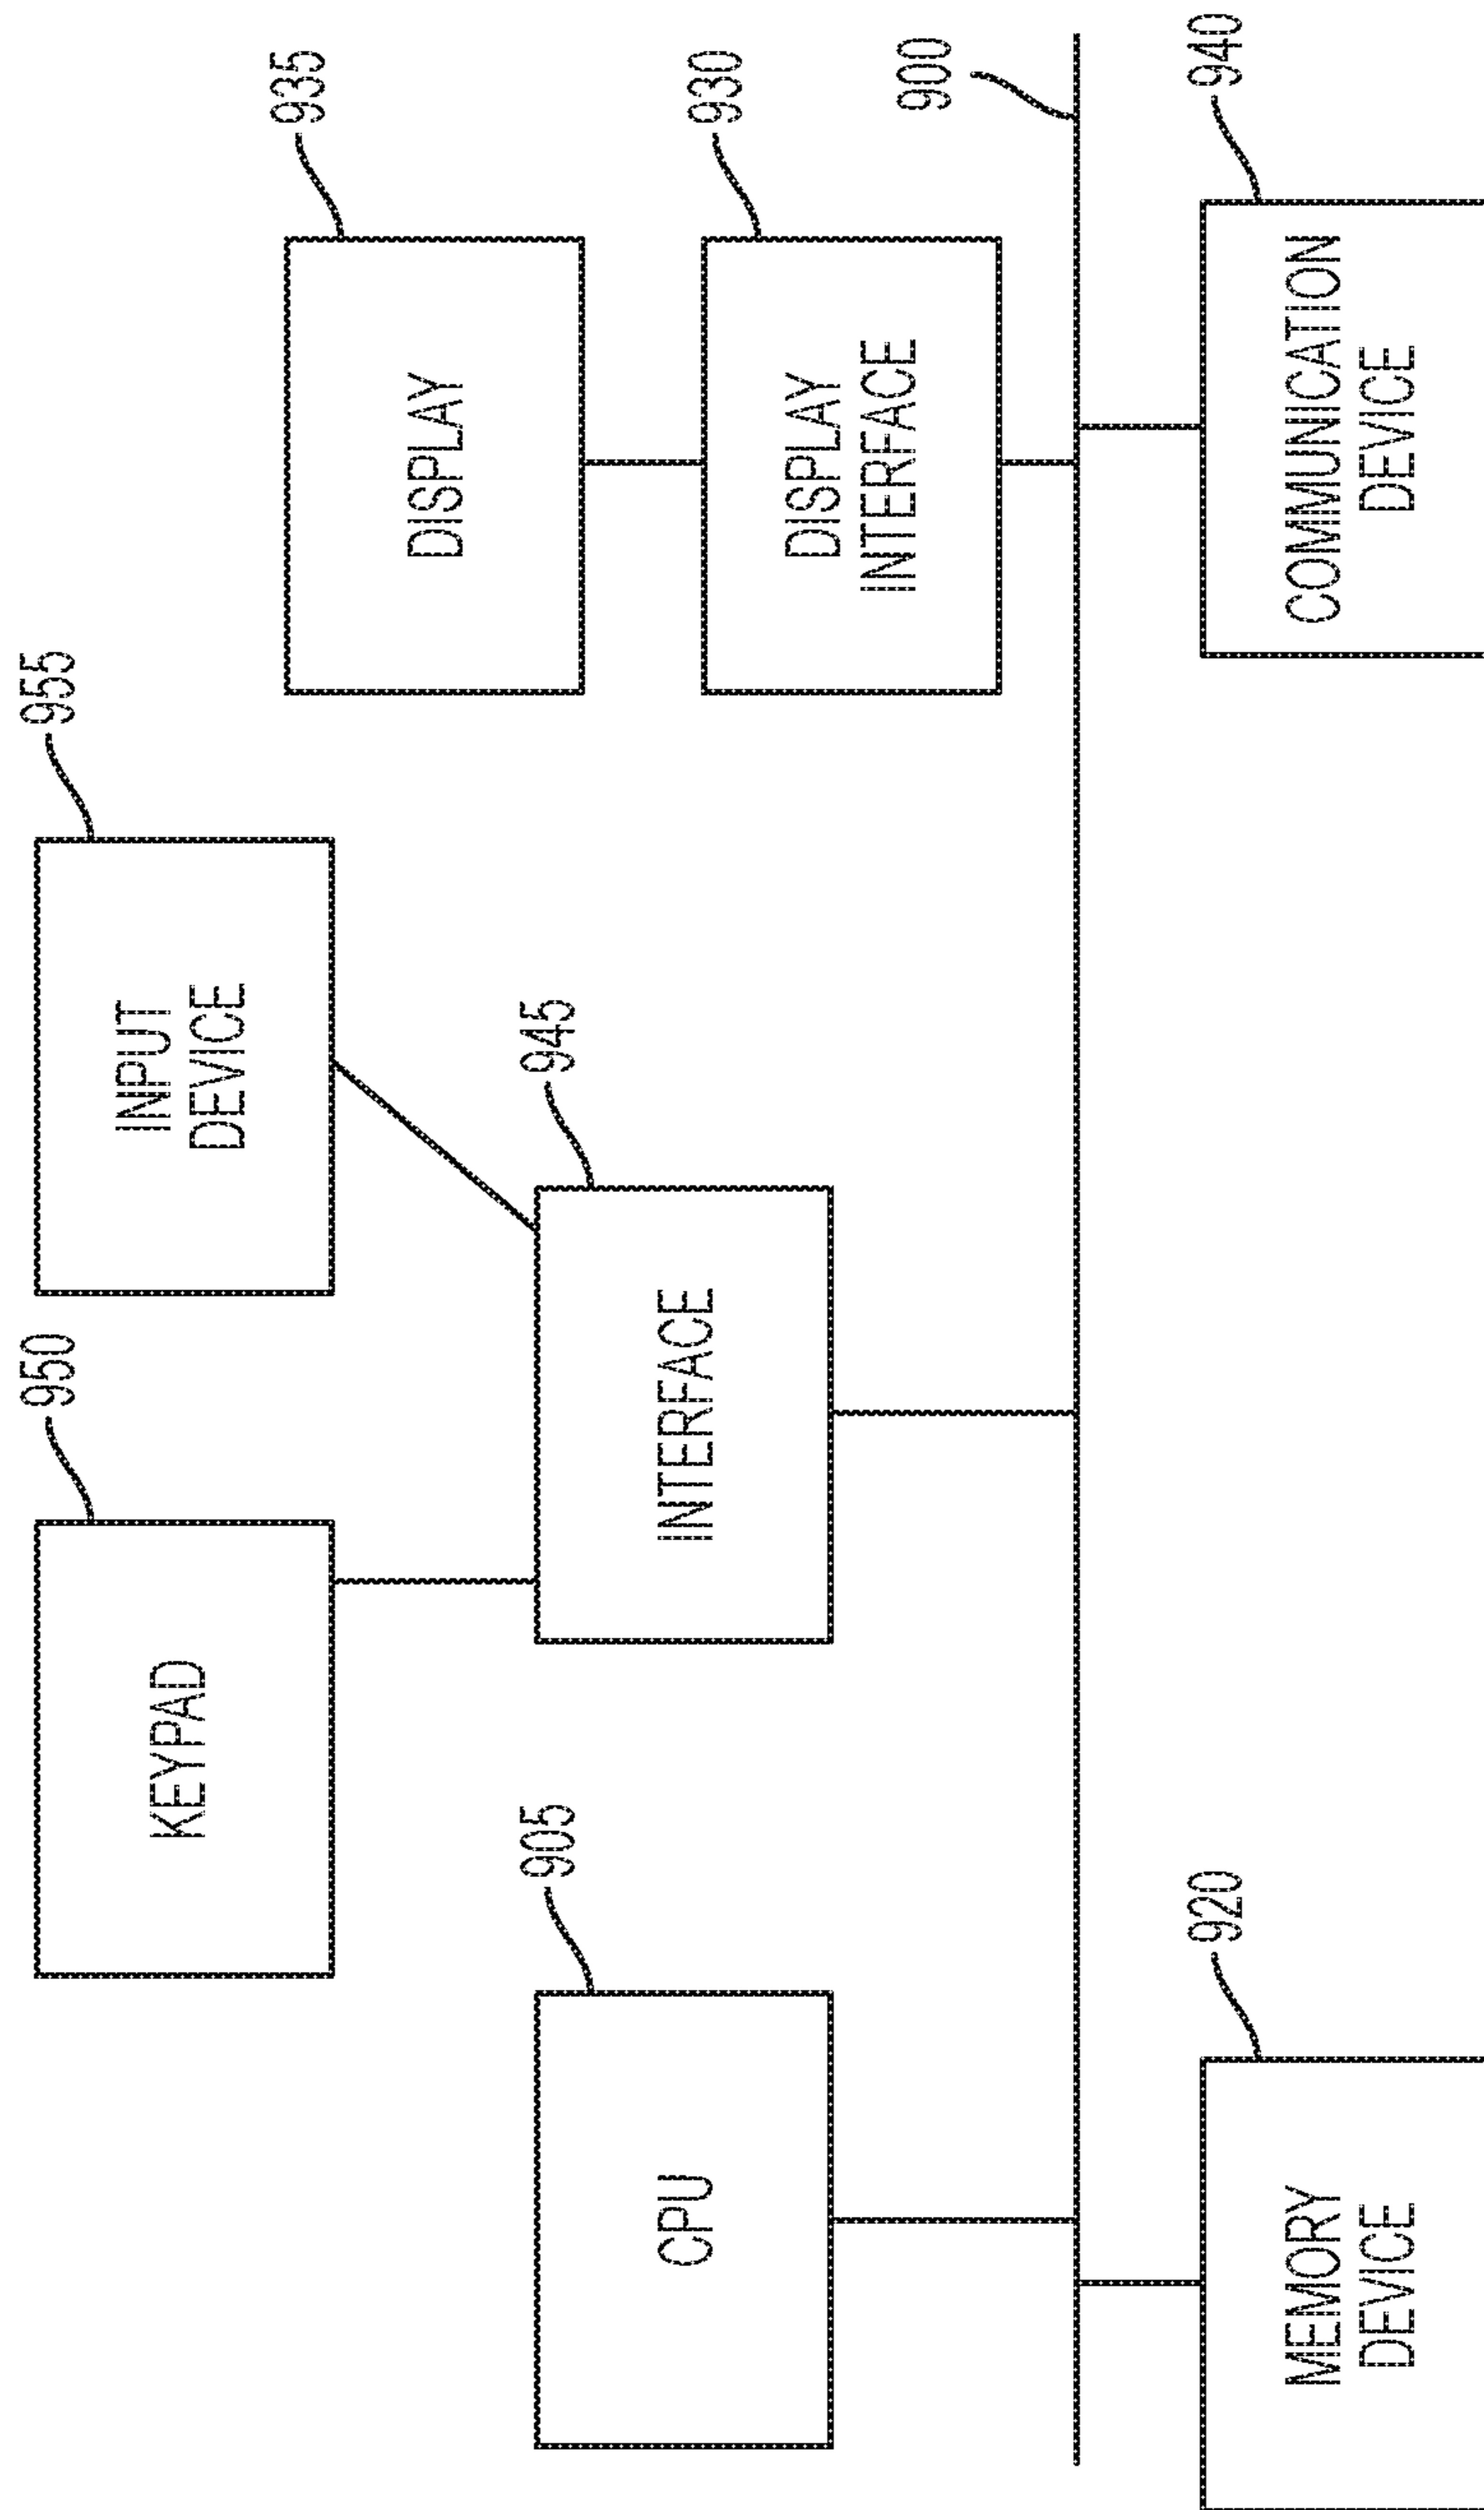 950
955
KEYPAD
INPUT
DEVICE
935
DISPLAY
905
945
CPU
INTERFACE
930
DISPLAY
INTERFACE
900
920
940
MEMORY
DEVICE
COMMUNICATION
DEVICE